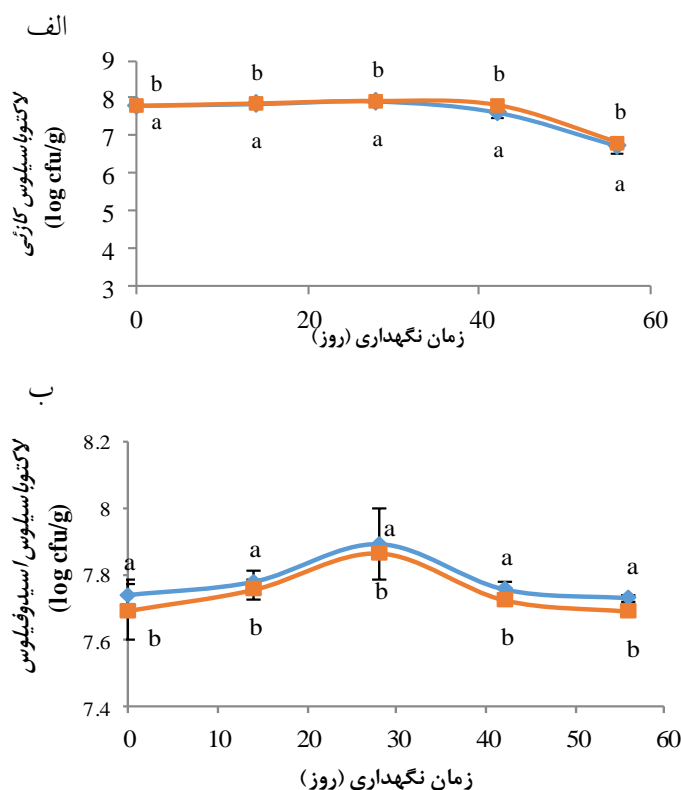 الف
9
8
7
6
5
4
3
لاکتوباسیلوس کازئی
(log cfu/g)
b b b b b
a a a a a
0 20 40 60
زمان نگهداری (روز)
ب
8.2
8
7.8
7.6
7.4
لاکتوباسیلوس اسیدوفیلوس
(log cfu/g)
a a a a a
b b b b b
0 10 20 30 40 50 60
زمان نگهداری (روز)